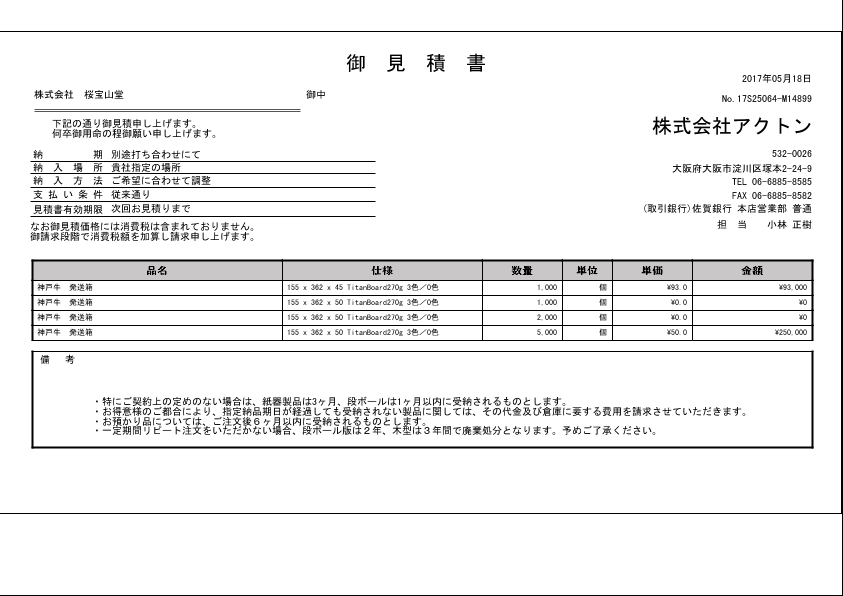 御 見 積 書
2017年05月18日
株式会社 桜宝山堂 御中
No.17S25064-M14899
下記の通り御見積申し上げます。
何卒御用命の程御願い申し上げます。
株式会社アクトン
納 期 別途打ち合わせにて
納 入 場 所 貴社指定の場所
納 入 方 法 ご希望に合わせて調整
支 払 い 条 件 従来通り
見積書有効期限 次回お見積りまで
532-0026
大阪府大阪市淀川区塚本2-24-9
TEL 06-6885-8585
FAX 06-6885-8582
(取引銀行)佐賀銀行 本店営業部 普通
担 当 小林 正樹
なお御見積価格には消費税は含まれておりません。
御請求段階で消費税額を加算し請求申し上げます。
品名 仕様 数量 単位 単価 金額
神戸牛 発送箱 155 x 362 x 45 TitanBoard270g 3色／0色 1,000 個 ¥93.0 ¥93,000
神戸牛 発送箱 155 x 362 x 50 TitanBoard270g 3色／0色 1,000 個 ¥0.0 ¥0
神戸牛 発送箱 155 x 362 x 50 TitanBoard270g 3色／0色 2,000 個 ¥0.0 ¥0
神戸牛 発送箱 155 x 362 x 50 TitanBoard270g 3色／0色 5,000 個 ¥50.0 ¥250,000
備 考
・特にご契約上の定めのない場合は、紙器製品は3ヶ月、段ボールは1ヶ月以内に受納されるものとします。
・お得意様のご都合により、指定納品期日が経過しても受納されない製品に関しては、その代金及び倉庫に要する費用を請求させていただきます。
・お預かり品については、ご注文後６ヶ月以内に受納されるものとします。
・一定期間リピート注文をいただかない場合、段ボール版は２年、木型は３年間で廃棄処分となります。予めご了承ください。